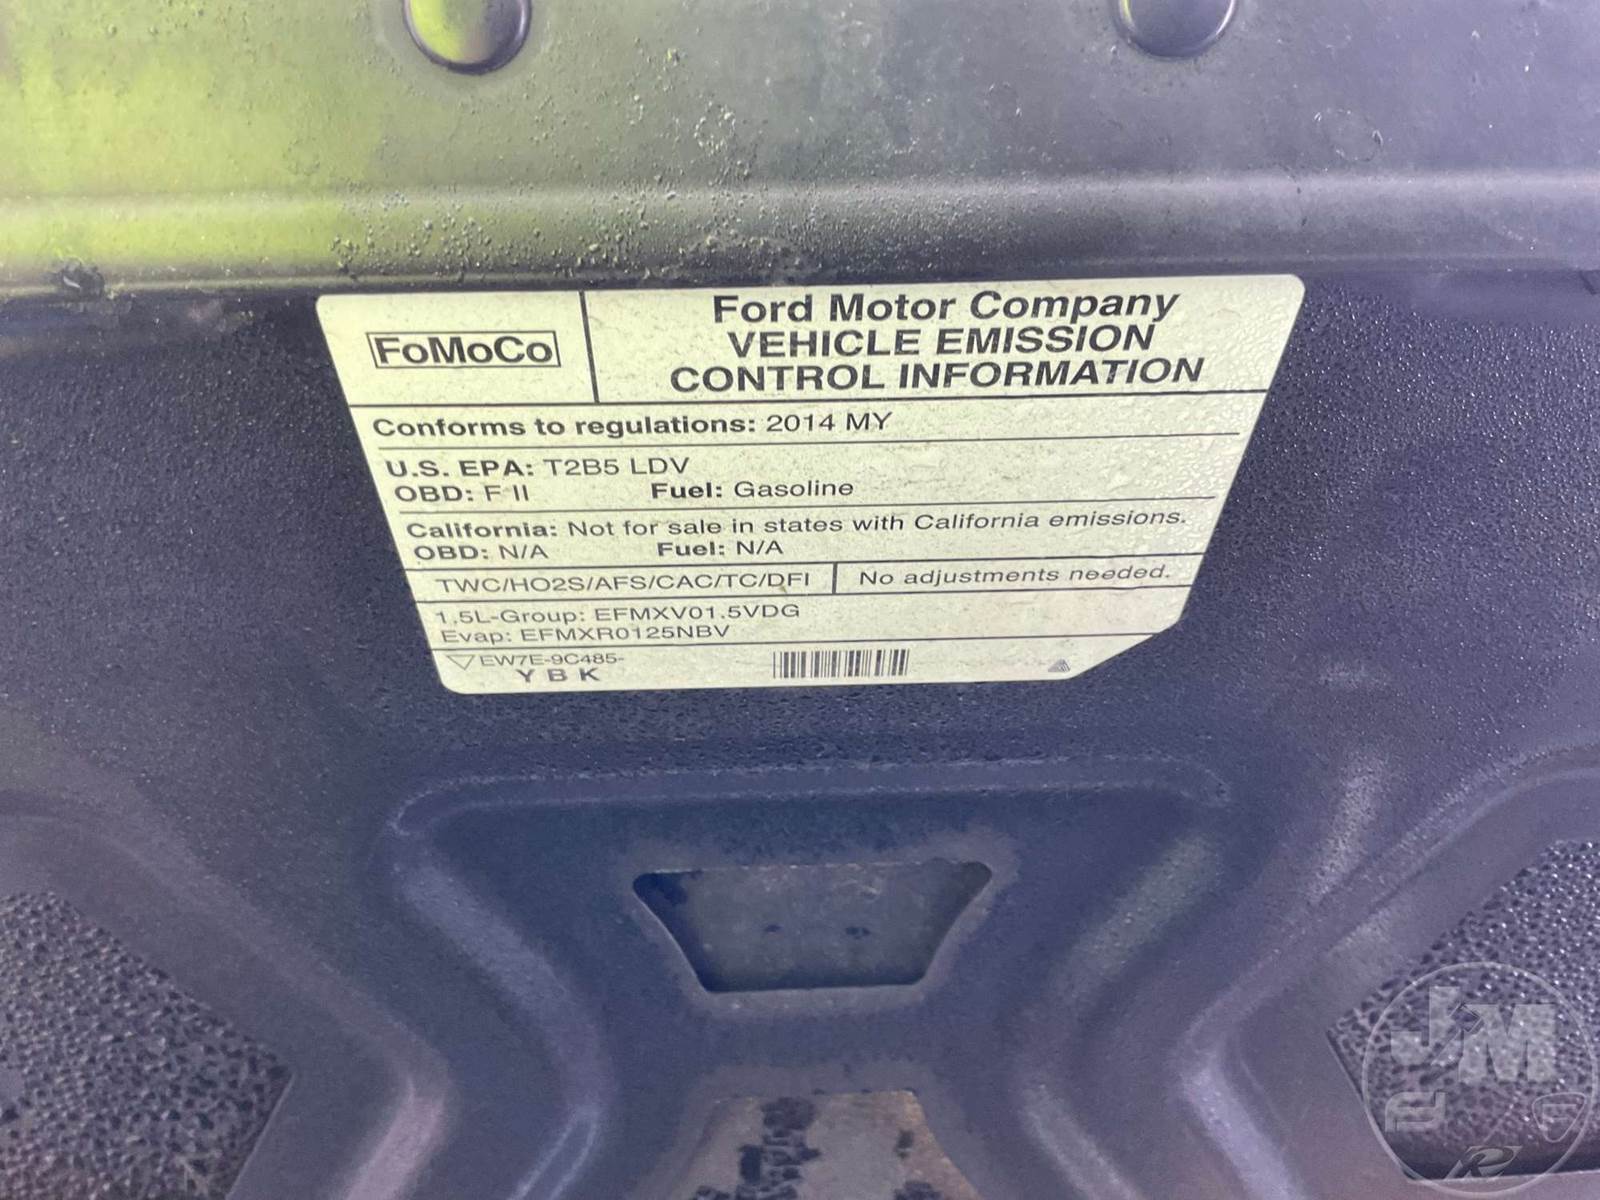 FoMoCo
Ford Motor Company
VEHICLE EMISSION
CONTROL INFORMATION
Conforms to regulations: 2014 MY
U.S. EPA: T2B5 LDV
OBD: F II Fuel: Gasoline
California: Not for sale in states with California emissions.
OBD: N/A Fuel: N/A
TWC/HO2S/AFS/CAC/TC/DFI No adjustments needed.
1.5L-Group: EFMXV01.5VDG
Evap: EFMXR0125NBV
EW7E-9C485-
Y B K
JM